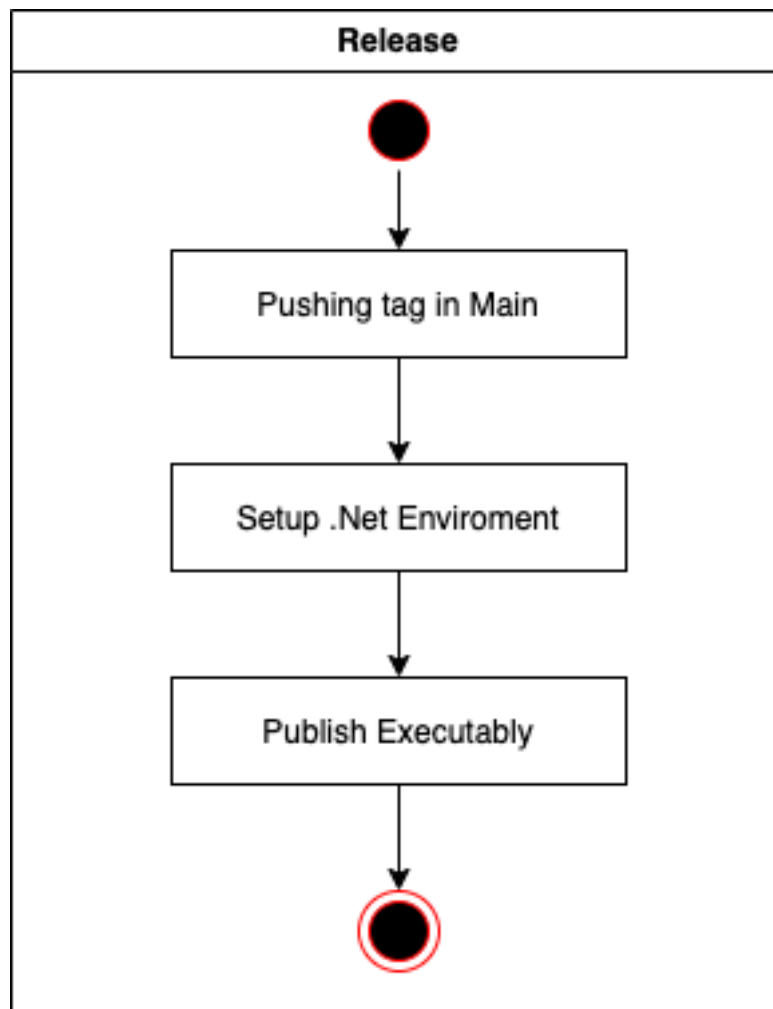 Release
Pushing tag in Main
Setup .Net Enviroment
Publish Executably